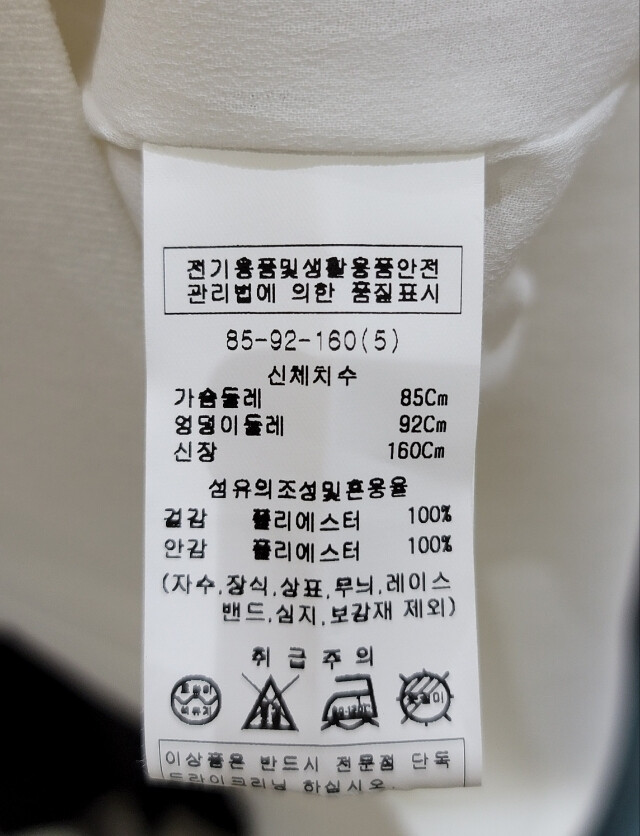 전기용품및생활용품안전
관리법에 의한 품질표시
85-92-160(5)
신체치수
가슴둘레 85Cm
엉덩이둘레 92Cm
신장 160Cm
섬유의조성및혼용율
겉감 폴리에스터 100%
안감 폴리에스터 100%
(자수,장식,상표,무늬,레이스
밴드,심지,보강재 제외)
취급주의
드라이
이상품은 반드시 전문점 단독
드라이크리닝 하십시오.